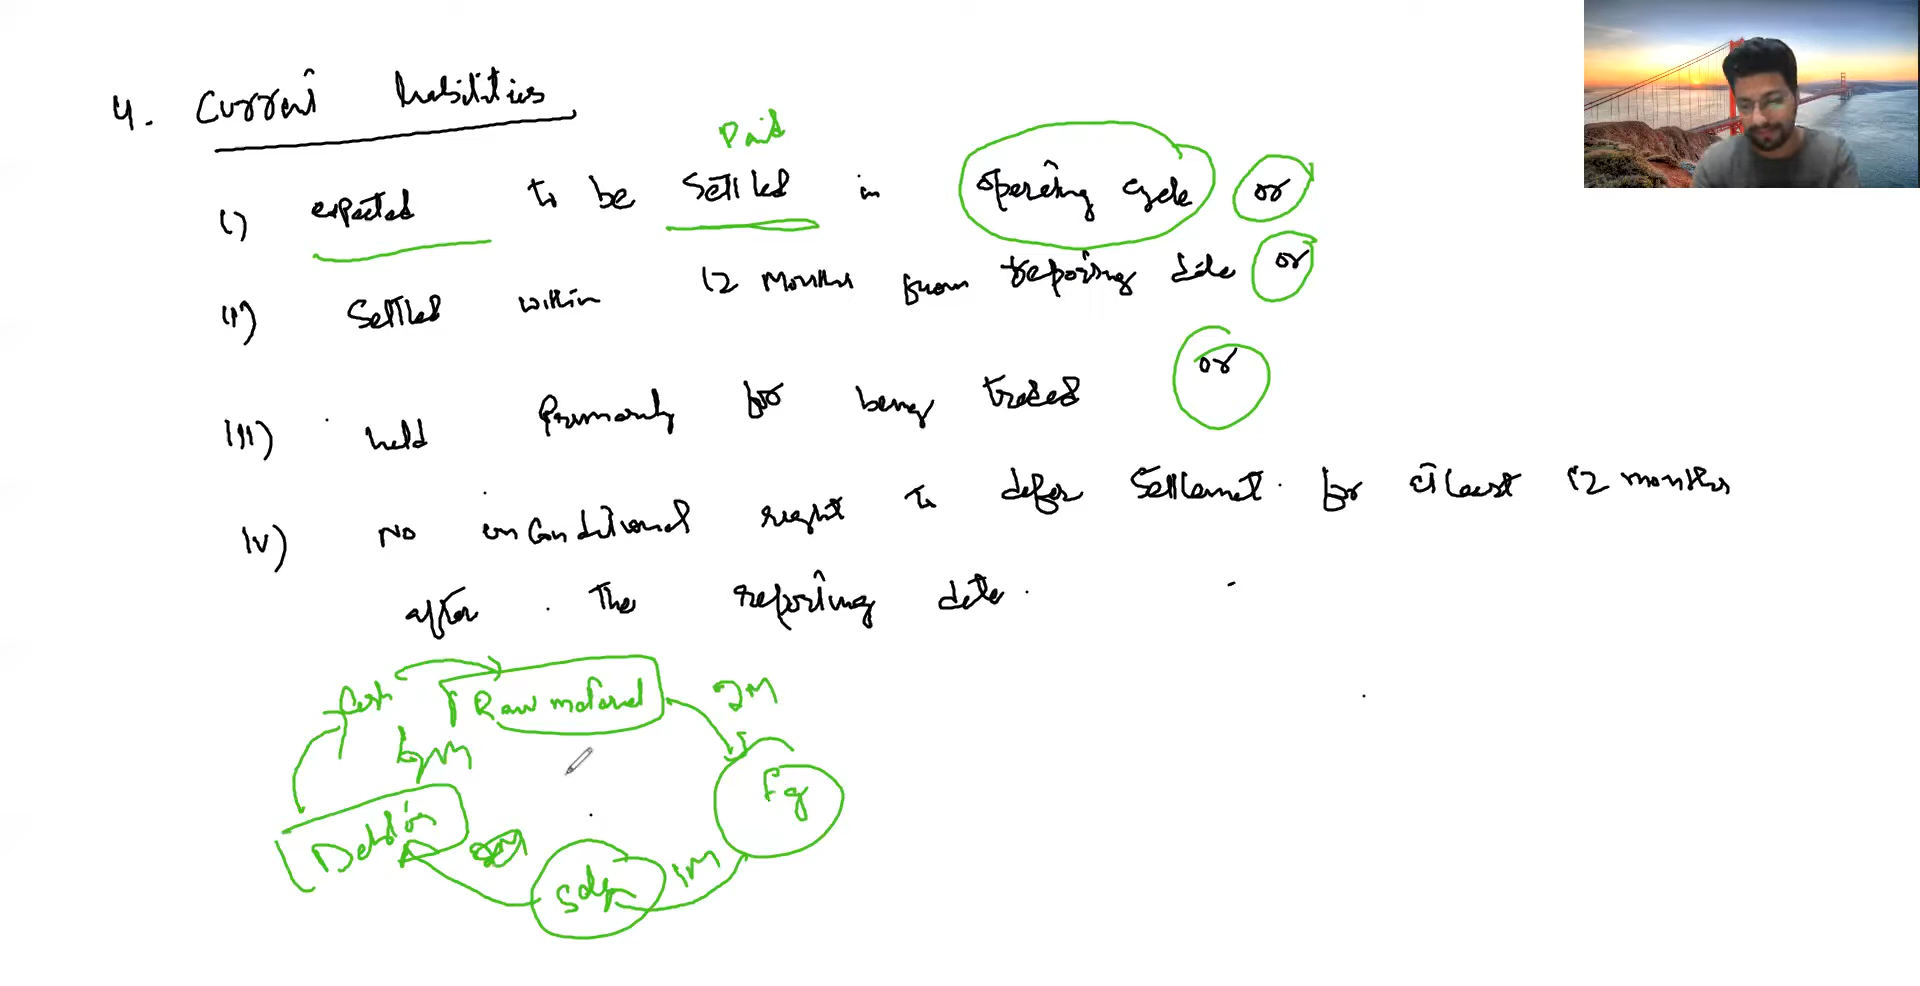 4. Current liabilities
Paid
i) expected to be settled in operating cycle or
ii) Settled within 12 months from reporting date or
iii) held primarily for being traded or
iv) No unconditional right to defer settlement for atleast 12 months
after the reporting date.
Cash Raw material 2M
6M
Fg
Debtor
Sales 1M